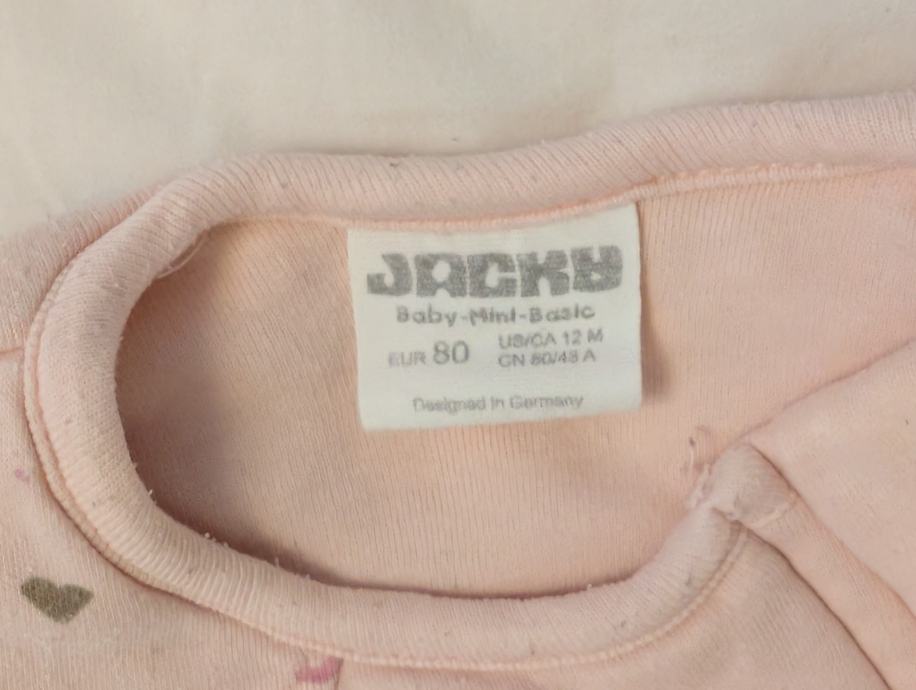 JACKY
Baby-Mini-Basic
EUR 80
US/CA 12 M
CN 80/48 A
Designed in Germany